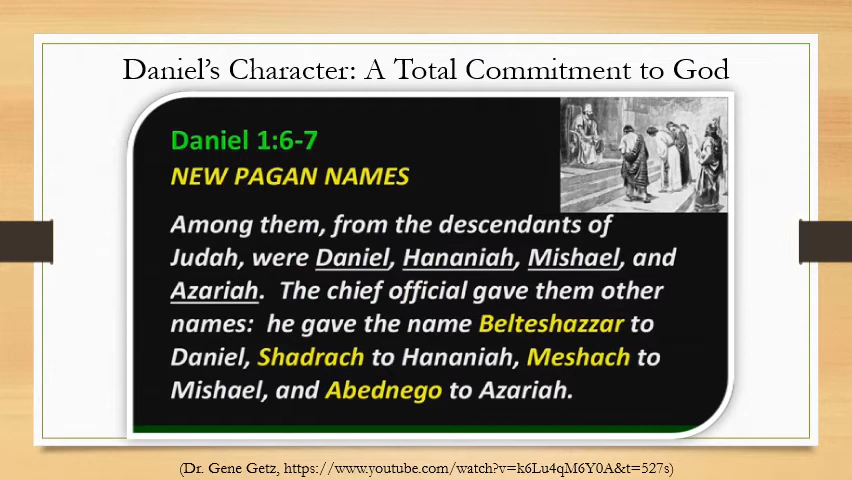 Daniel's Character: A Total Commitment to God
Daniel 1:6-7
NEW PAGAN NAMES
Among them, from the descendants of
Judah, were Daniel, Hananiah, Mishael, and
Azariah.  The chief official gave them other
names:  he gave the name Belteshazzar to
Daniel, Shadrach to Hananiah, Meshach to
Mishael, and Abednego to Azariah.
(Dr. Gene Getz, https://www.youtube.com/watch?v=k6Lu4qM6Y0A&t=527s)